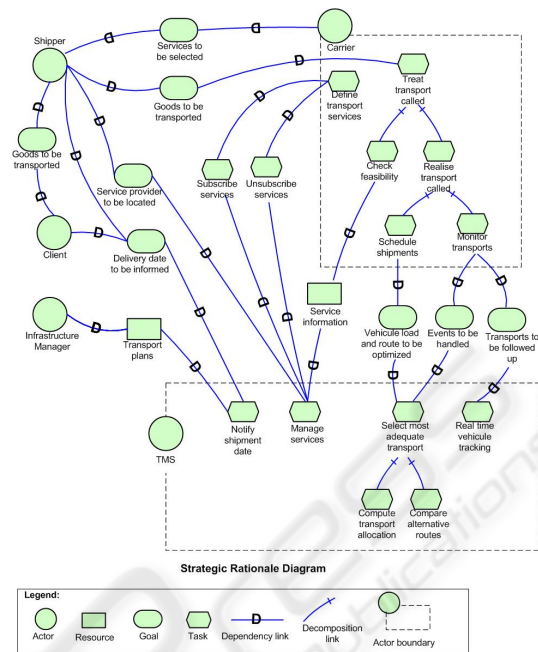 Shipper
D
Services to
be selected
D
Carrier
D
Goods to be
transported
D
Treat
transport
called
D
Goods to be
transported
D
Client
D
D
Service provider
to be located
D
D
Delivery date
to be informed
D
Define
transport
services
D
D
Subscribe
services
Unsubscribe
services
D
D
D
Check
feasibility
Realise
transport
called
D
Schedule
shipments
Monitor
transports
D
D
D
Service
information
Vehicule load
and route to be
optimized
Events to be
handled
Transports to
be followed
up
Infrastructure
Manager
D
Transport
plans
D
D
D
D
D
D
TMS
Notify
shipment
date
Manage
services
Select most
adequate
transport
Real time
vehicule
tracking
Compute
transport
allocation
Compare
alternative
routes
Strategic Rationale Diagram
Legend:
Actor
Resource
Goal
Task
D
Dependency link
Decomposition
link
Actor boundary